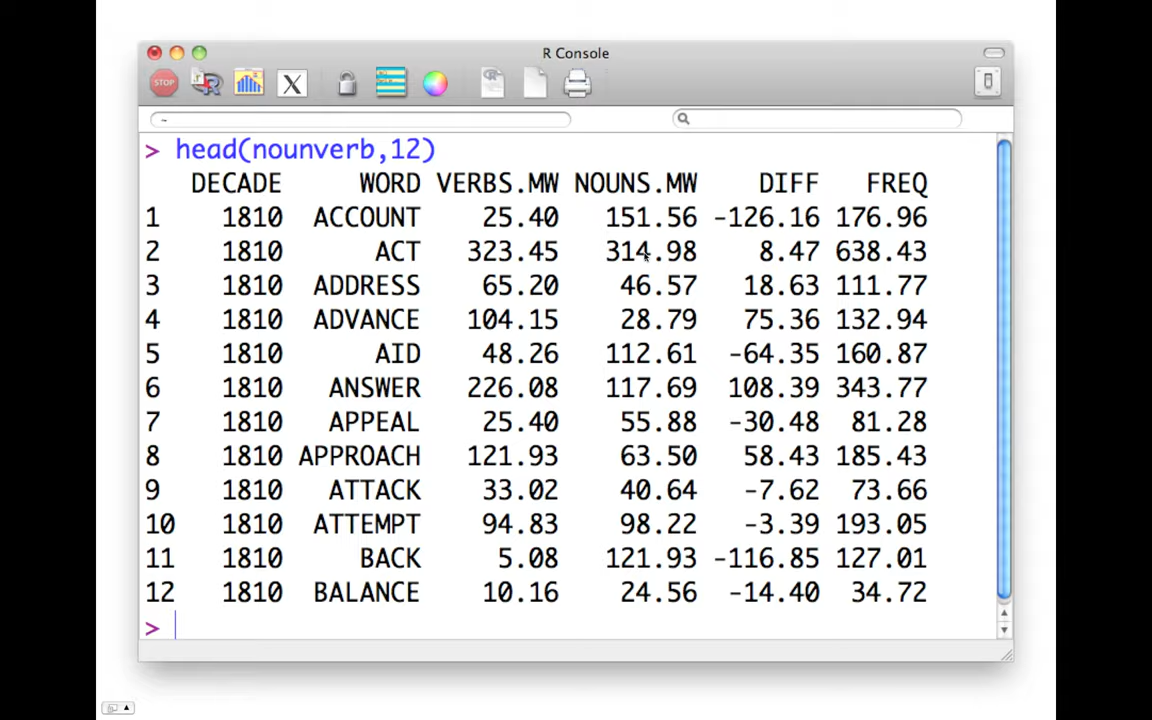 R Console
STOP
R
X
R
~
> head(nounverb,12)
DECADE WORD VERBS.MW NOUNS.MW DIFF FREQ
1 1810 ACCOUNT 25.40 151.56 -126.16 176.96
2 1810 ACT 323.45 314.98 8.47 638.43
3 1810 ADDRESS 65.20 46.57 18.63 111.77
4 1810 ADVANCE 104.15 28.79 75.36 132.94
5 1810 AID 48.26 112.61 -64.35 160.87
6 1810 ANSWER 226.08 117.69 108.39 343.77
7 1810 APPEAL 25.40 55.88 -30.48 81.28
8 1810 APPROACH 121.93 63.50 58.43 185.43
9 1810 ATTACK 33.02 40.64 -7.62 73.66
10 1810 ATTEMPT 94.83 98.22 -3.39 193.05
11 1810 BACK 5.08 121.93 -116.85 127.01
12 1810 BALANCE 10.16 24.56 -14.40 34.72
>